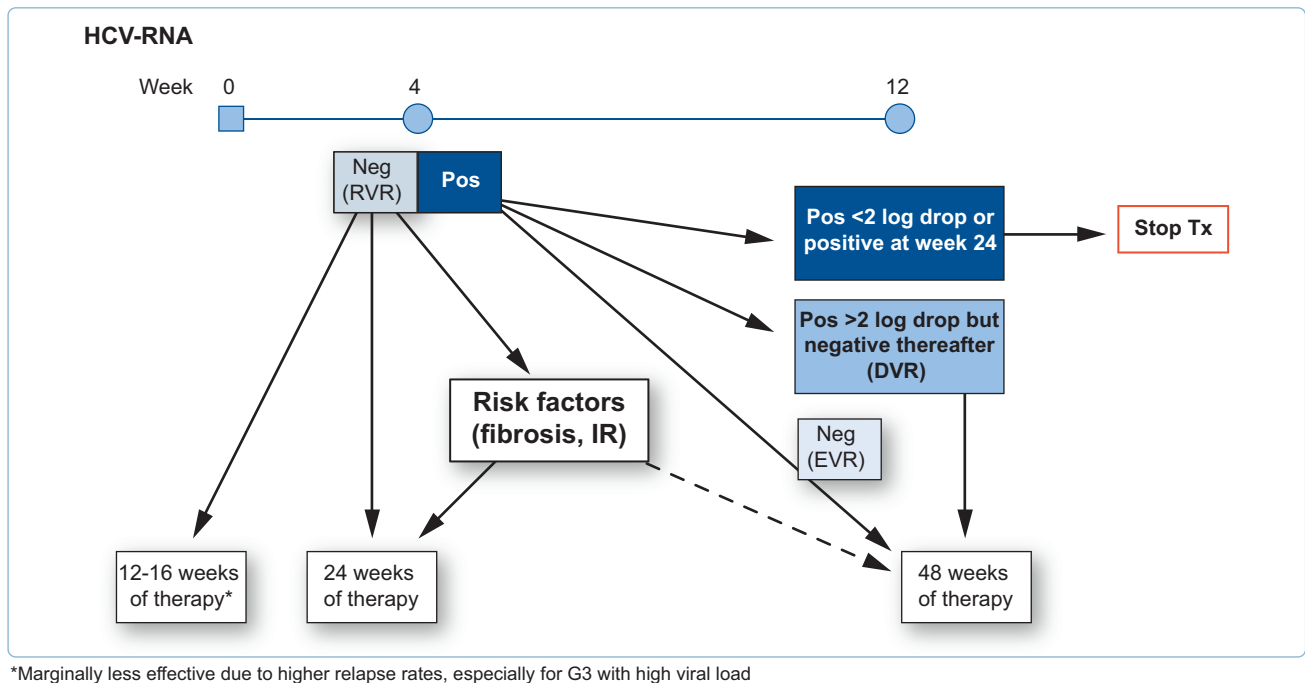 HCV-RNA
Week 0 4 12
Neg
(RVR)
Pos
Pos <2 log drop or
positive at week 24
Stop Tx
Pos >2 log drop but
negative thereafter
(DVR)
Risk factors
(fibrosis, IR)
Neg
(EVR)
12-16 weeks
of therapy*
24 weeks
of therapy
48 weeks
of therapy
*Marginally less effective due to higher relapse rates, especially for G3 with high viral load